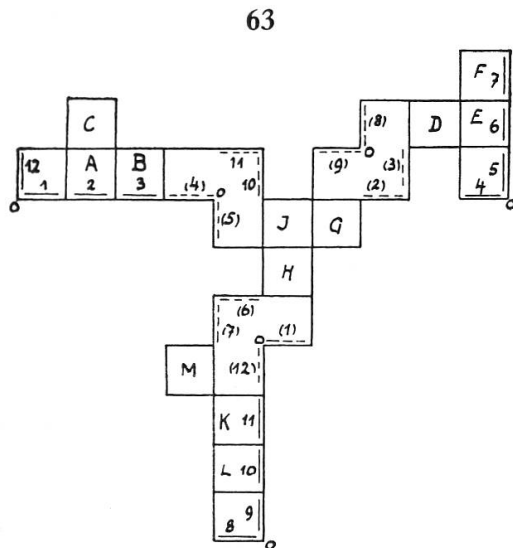 63
F 7
(8) D E 6
C
12 A B 11 (9) (3) 5
1 2 3 (4) 10 (2) 4
(5) J G
H
(6)
(7) (1)
M (12)
K 11
L 10
9
8